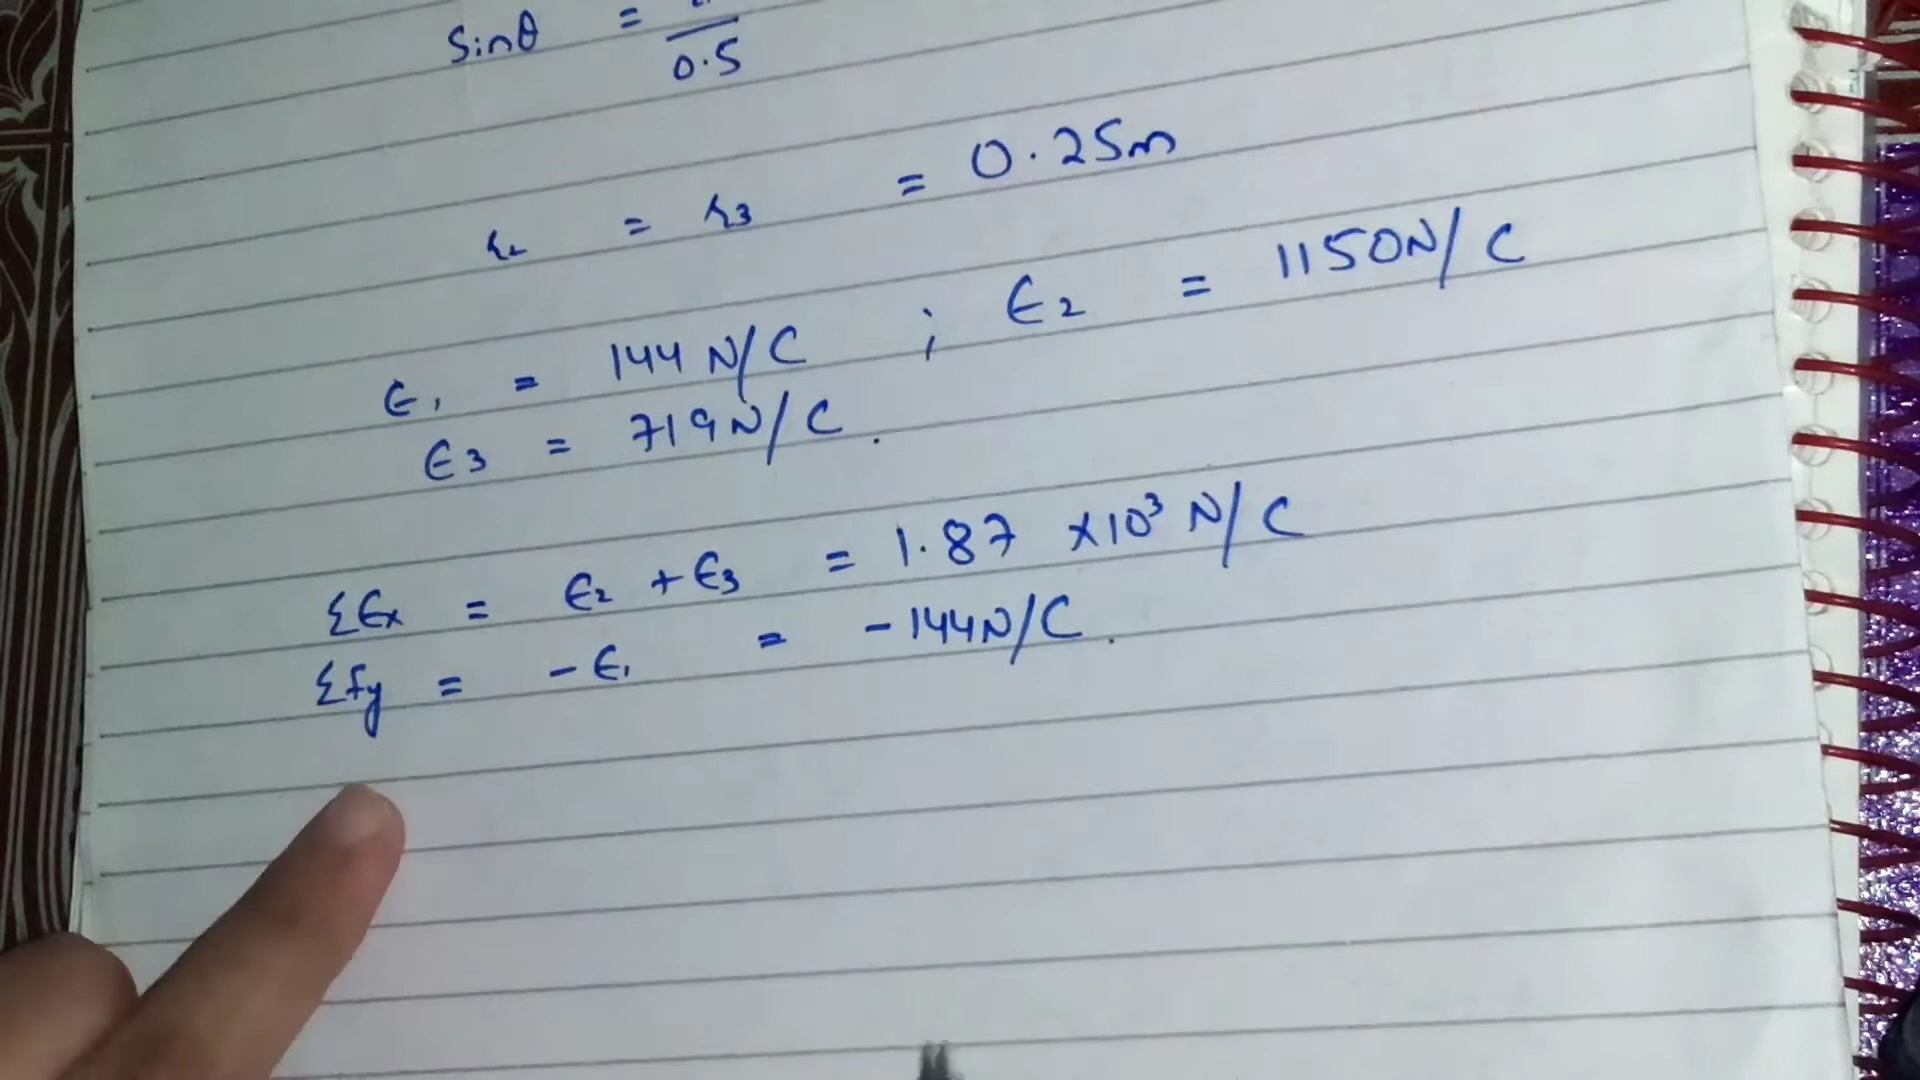 Sinθ = /0.5
r2 = r3 = 0.25m
E1 = 144 N/C ; E2 = 1150N/C
E3 = 719N/C.
ΣEx = E2 + E3 = 1.87 ×10³ N/C
Σfy = -E1 = -144N/C.